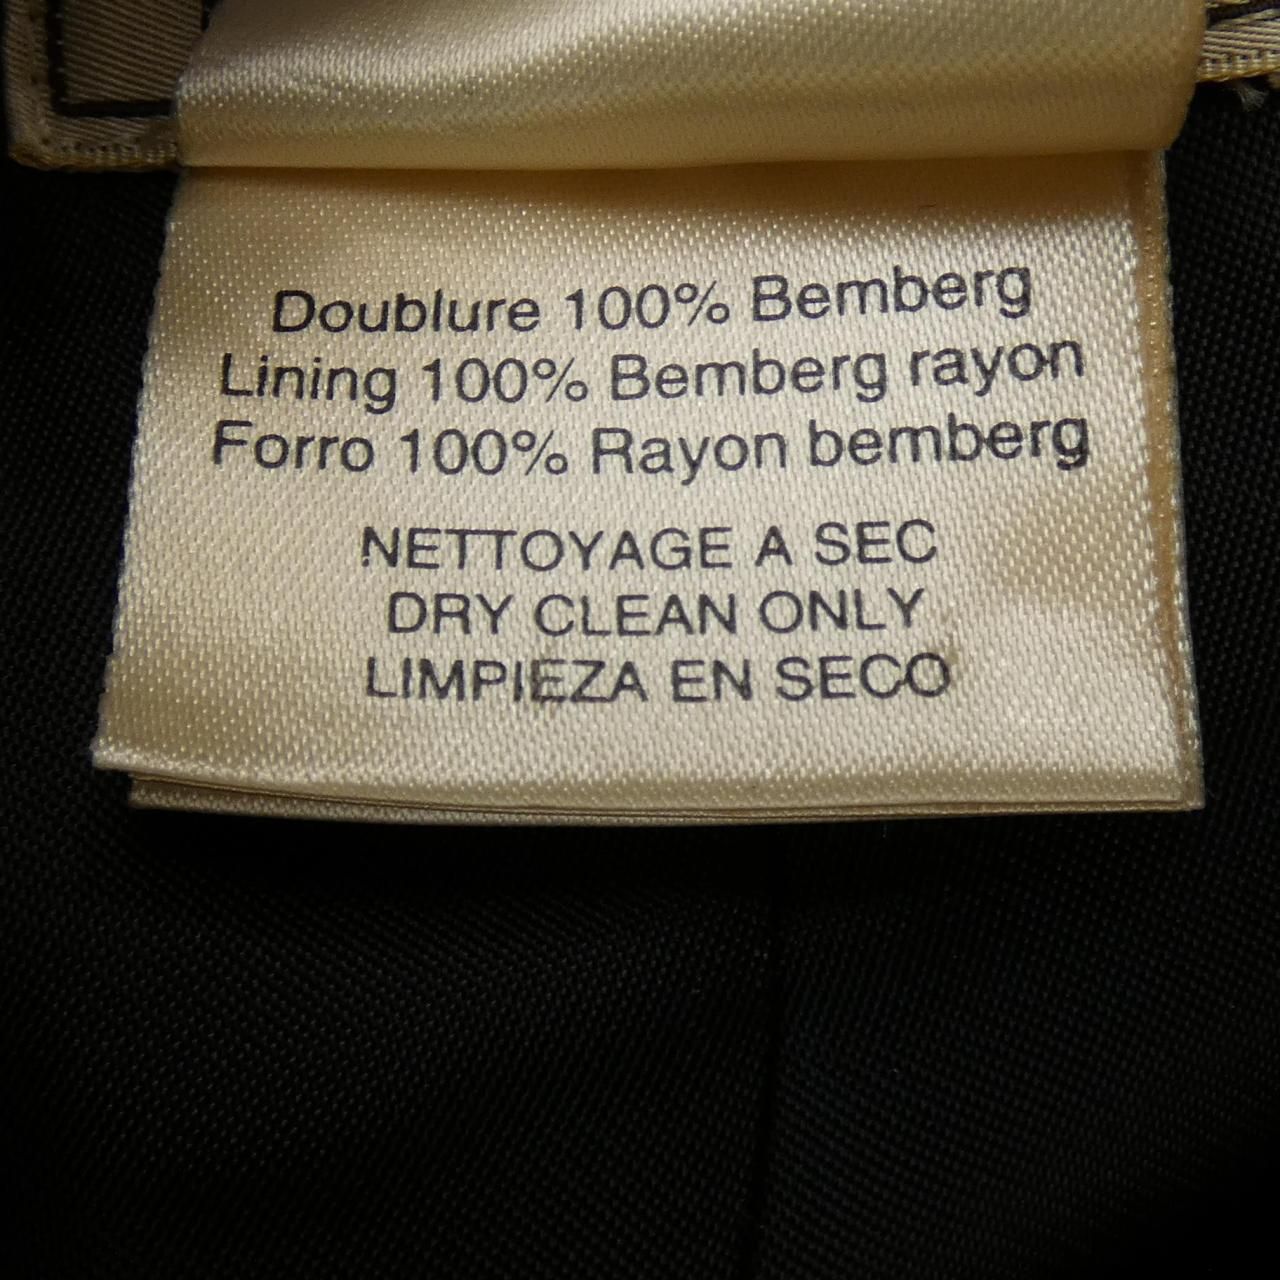 Doublure 100% Bemberg
Lining 100% Bemberg rayon
Forro 100% Rayon bemberg
NETTOYAGE A SEC
DRY CLEAN ONLY
LIMPIEZA EN SECO